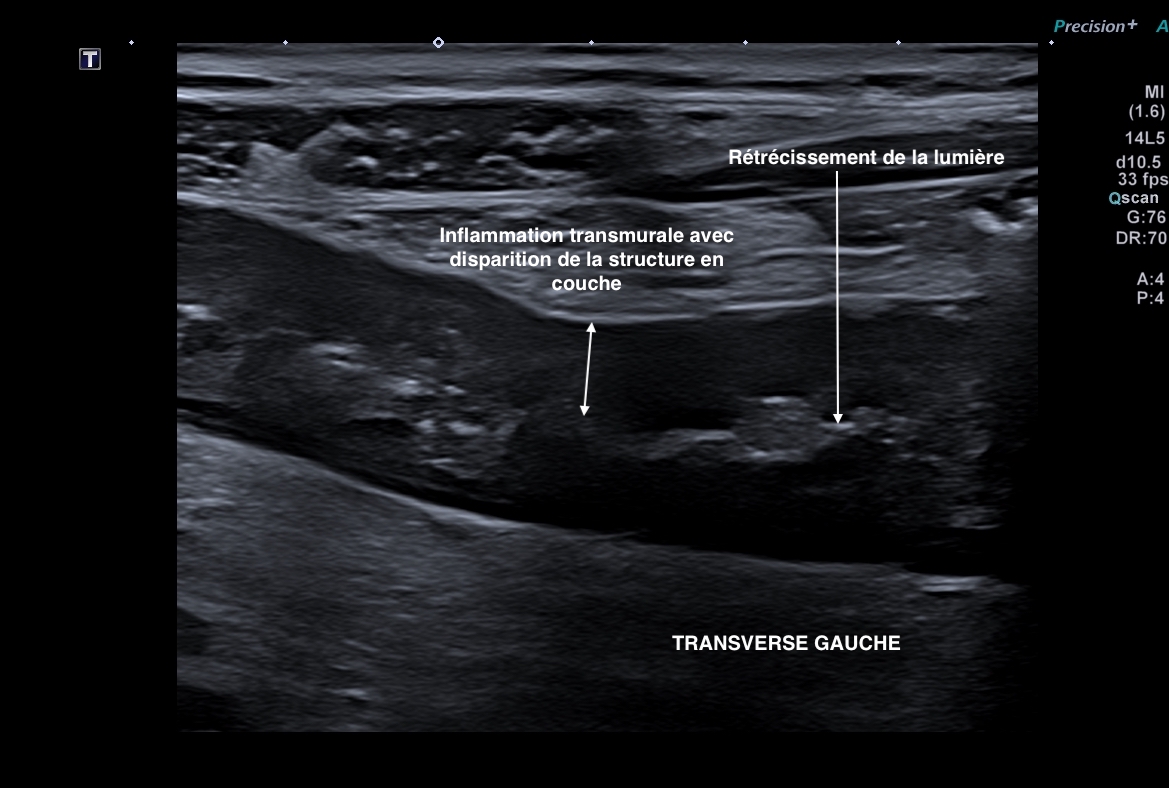 Precision+ A
T
MI
(1.6)
14L5
d10.5
33 fps
Qscan
G:76
DR:70
A:4
P:4
Rétrécissement de la lumière
Inflammation transmurale avec
disparition de la structure en
couche
TRANSVERSE GAUCHE